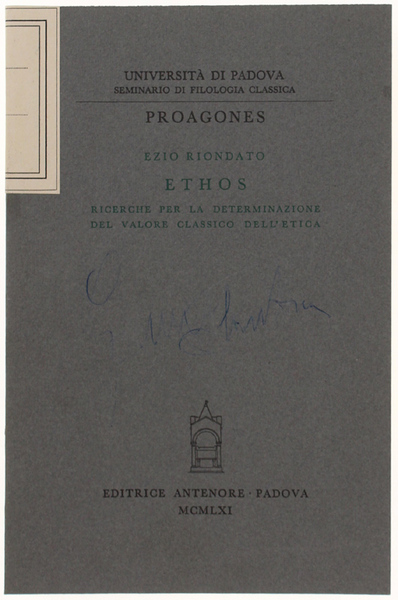 UNIVERSITÀ DI PADOVA
SEMINARIO DI FILOLOGIA CLASSICA
PROAGONES
EZIO RIONDATO
ETHOS
RICERCHE PER LA DETERMINAZIONE
DEL VALORE CLASSICO DELL'ETICA
EDITRICE ANTENORE · PADOVA
MCMLXI